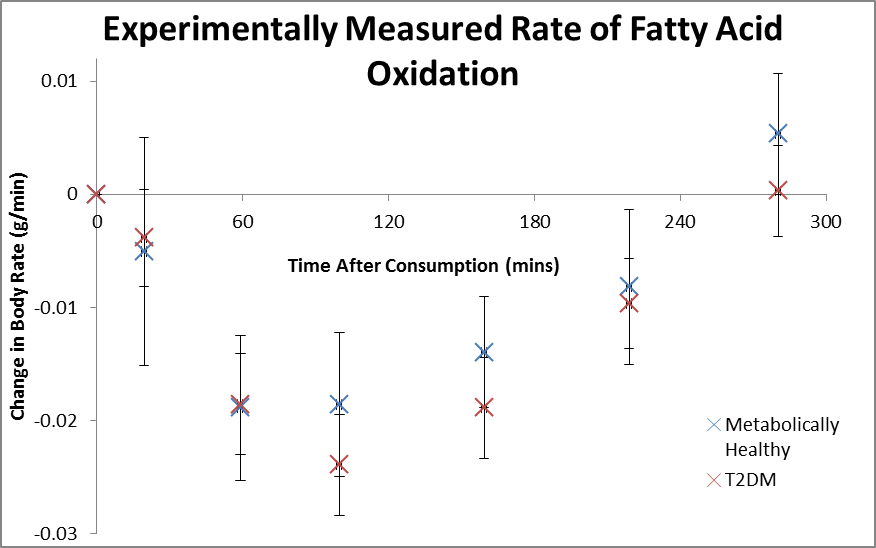 Experimentally Measured Rate of Fatty Acid
Oxidation
0.01
0
-0.01
-0.02
-0.03
0
60
120
180
240
300
Change in Body Rate (g/min)
Time After Consumption (mins)
Metabolically
Healthy
T2DM